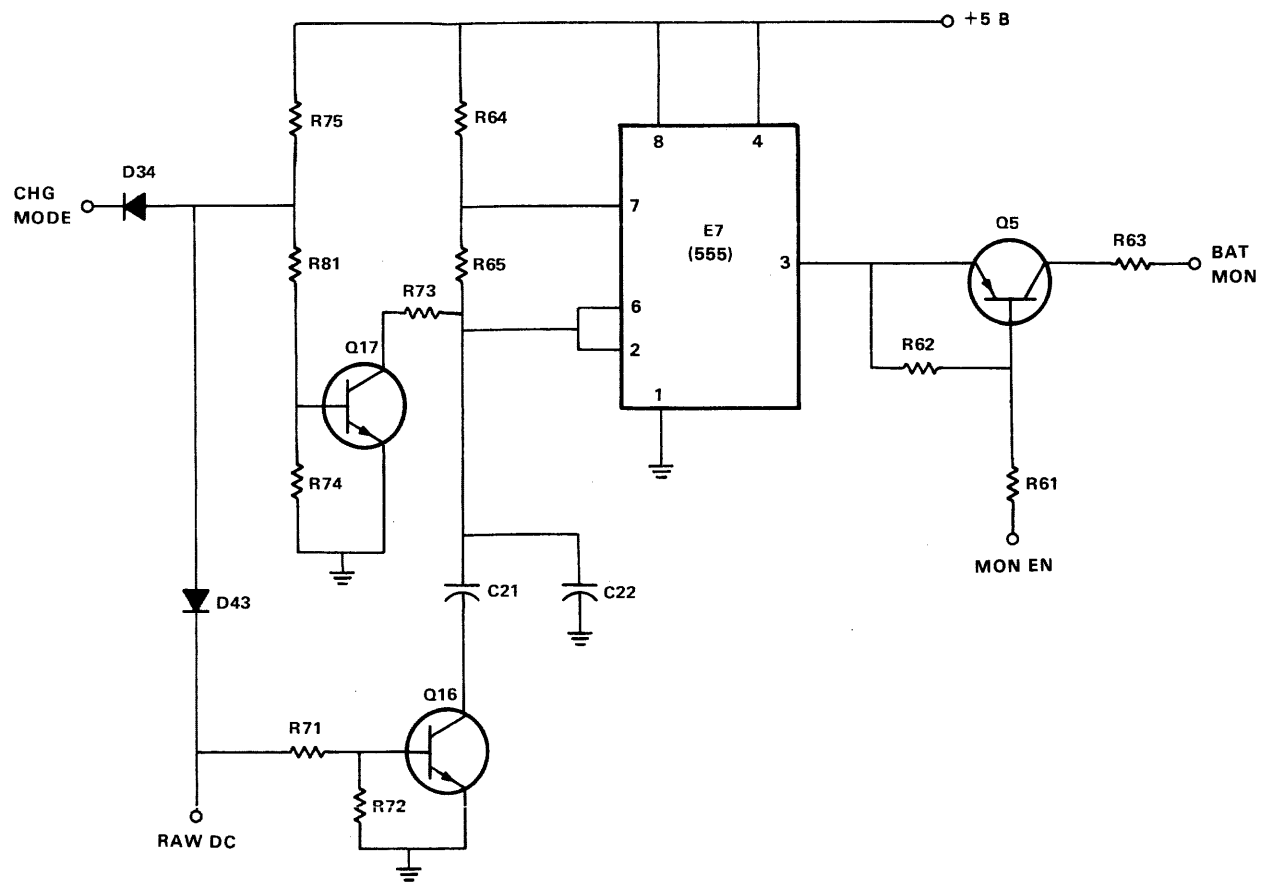 +5 B
R75
R64
8
4
D34
CHG
MODE
7
E7
(555)
3
Q5
R63
BAT
MON
R81
R65
R73
6
2
R62
Q17
1
R74
R61
MON EN
D43
C21
C22
Q16
R71
R72
RAW DC